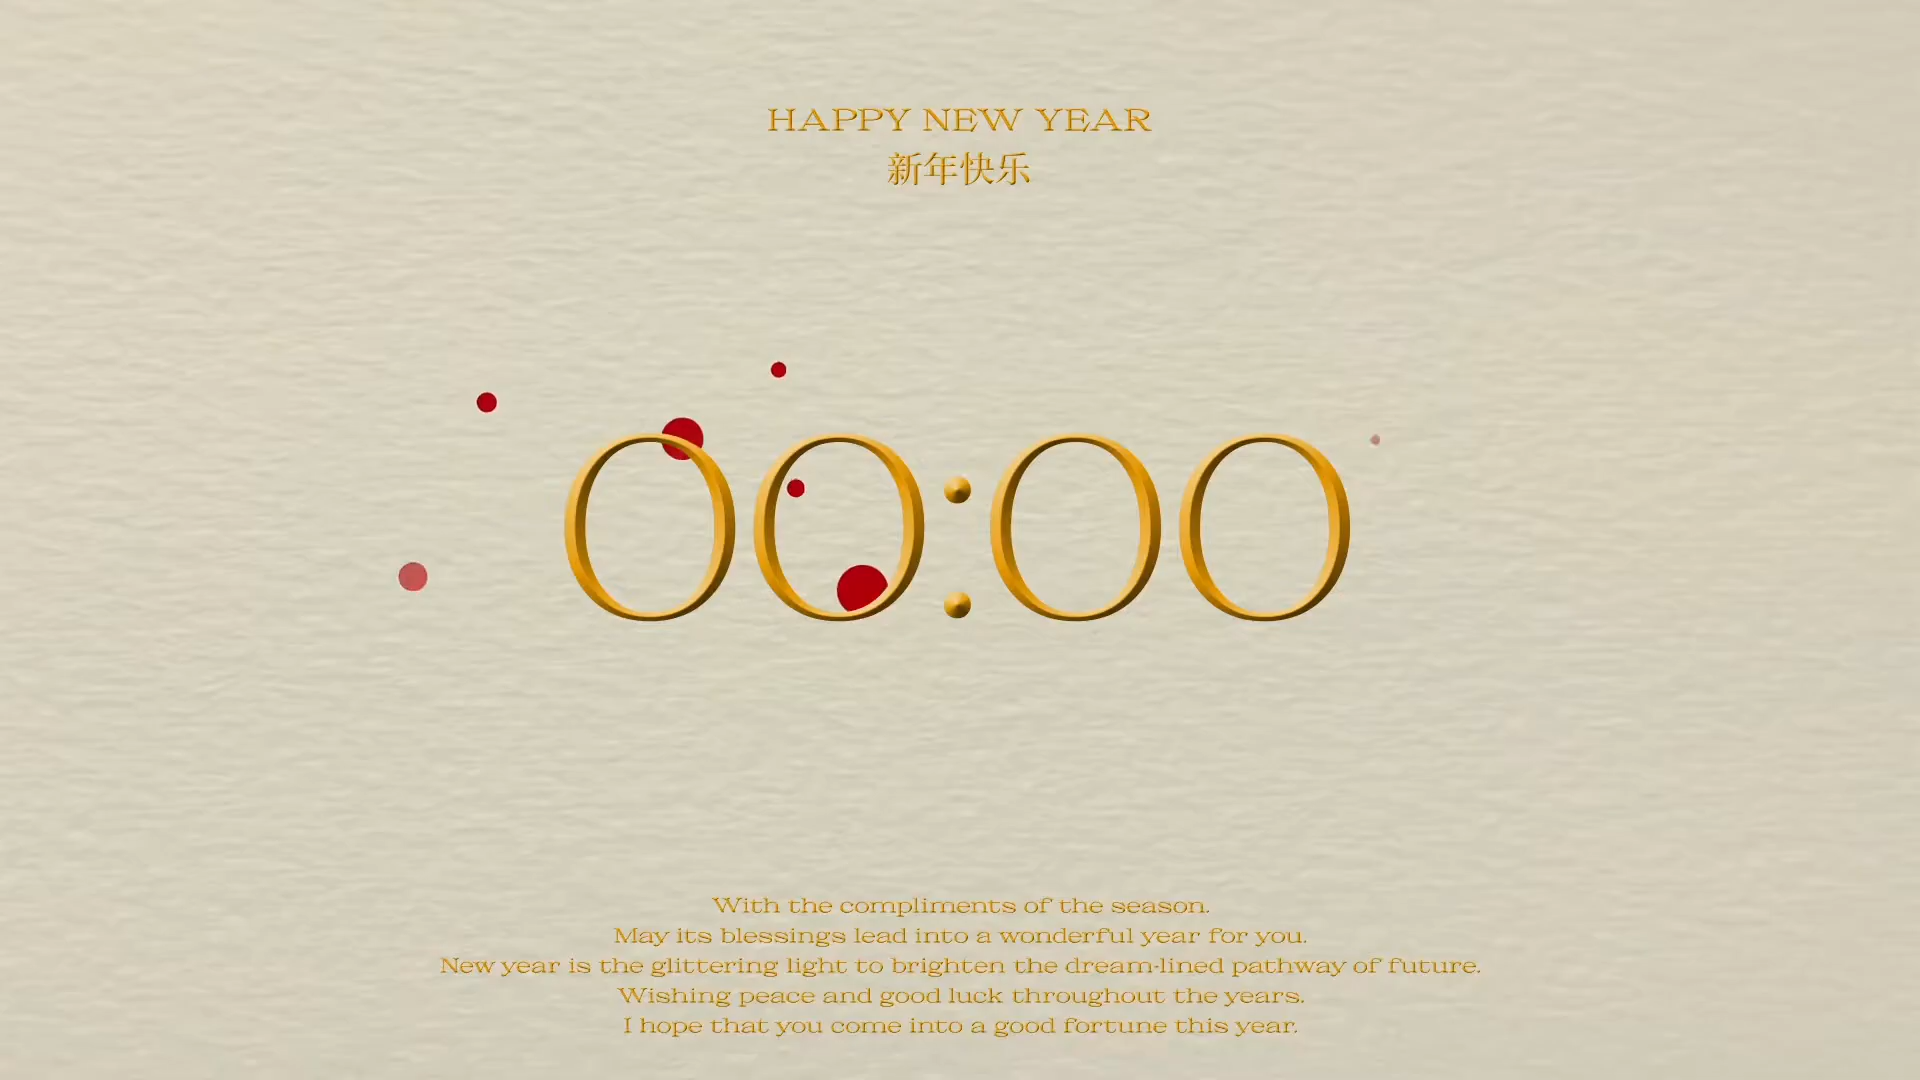 HAPPY NEW YEAR
新年快乐
00:00
With the compliments of the season.
May its blessings lead into a wonderful year for you.
New year is the glittering light to brighten the dream-lined pathway of future.
Wishing peace and good luck throughout the years.
I hope that you come into a good fortune this year.